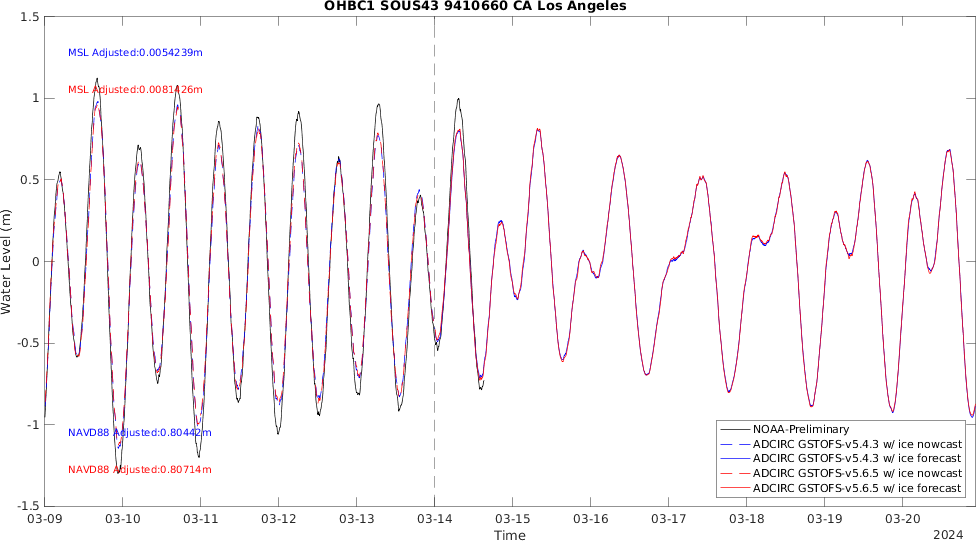 OHBC1 SOUS43 9410660 CA Los Angeles
1.5
MSL Adjusted:0.0054239m
1
MSL Adjusted:0.0081426m
0.5
0
-0.5
-1
NAVD88 Adjusted:0.80442m
NAVD88 Adjusted:0.80714m
-1.5
Water Level (m)
NOAA-Preliminary
ADCIRC GSTOFS-v5.4.3 w/ ice nowcast
ADCIRC GSTOFS-v5.4.3 w/ ice forecast
ADCIRC GSTOFS-v5.6.5 w/ ice nowcast
ADCIRC GSTOFS-v5.6.5 w/ ice forecast
03-09 03-10 03-11 03-12 03-13 03-14 03-15 03-16 03-17 03-18 03-19 03-20
Time
2024